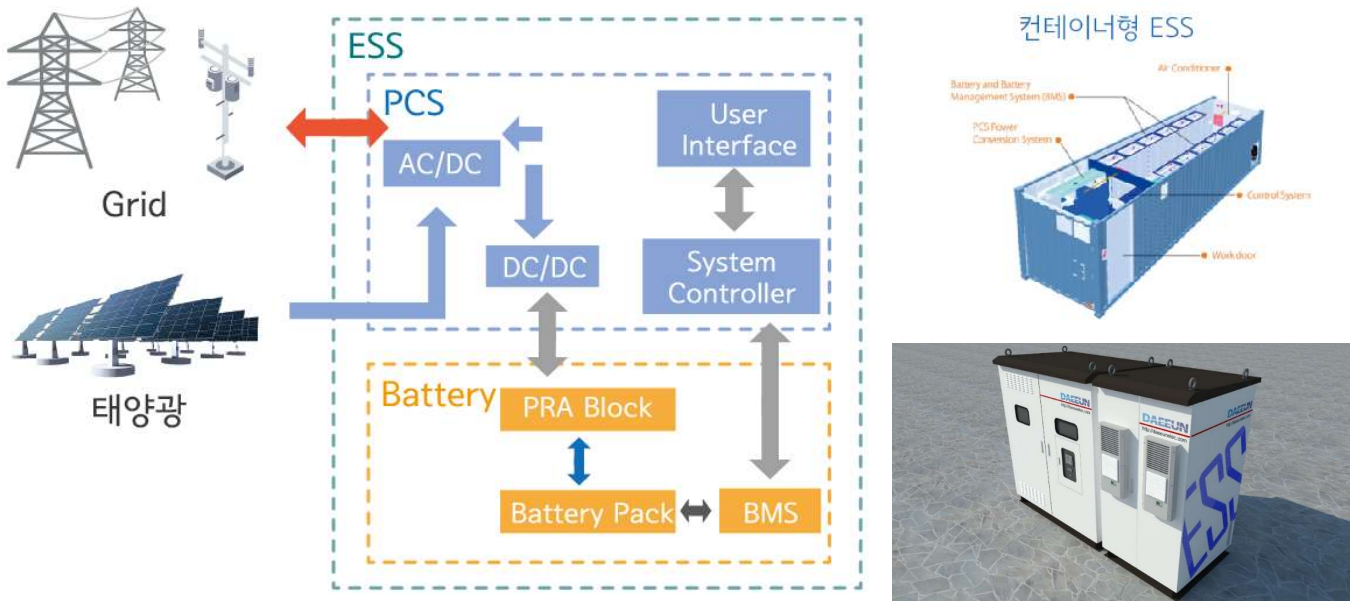 ESS
PCS
AC/DC
DC/DC
User
Interface
System
Controller
Grid
태양광
Battery
PRA Block
Battery Pack
BMS
컨테이너형 ESS
Air Conditioner
Battery and Battery
Management System (BMS)
PCS Power
Conversion System
Control System
Work door
DAEEUN
DAEEUN
ESS